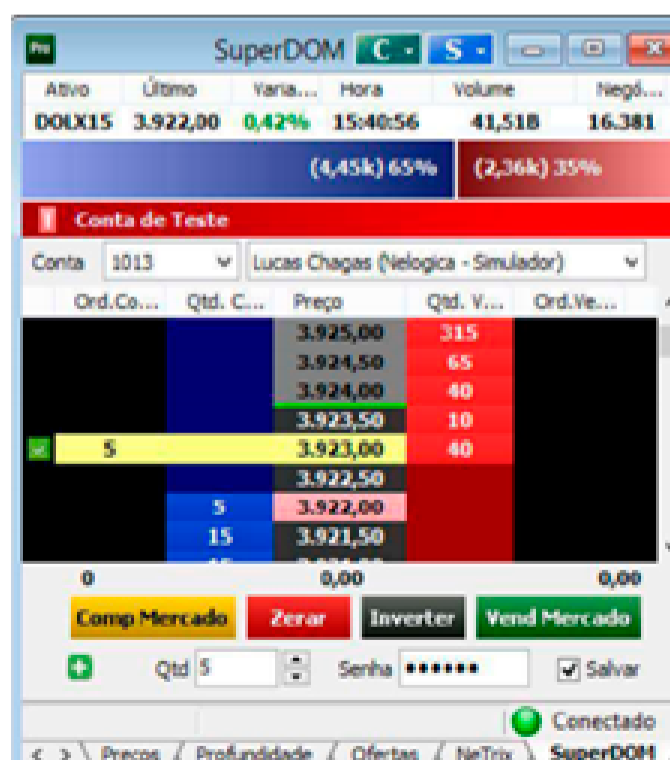 Pro SuperDOM C S
Ativo Último Varia... Hora Volume Negó...
DOLX15 3.922,00 0,42% 15:40:56 41,518 16.381
(4,45k) 65% (2,36k) 35%
! Conta de Teste
Conta 1013 Lucas Chagas (Nelogica - Simulador)
Ord.Co... Qtd. C... Preço Qtd. V... Ord.Ve...
3.925,00 315
3.924,50 65
3.924,00 40
3.923,50 10
5 3.923,00 40
3.922,50
5 3.922,00
15 3.921,50
0 0,00 0,00
Comp Mercado Zerar Inverter Vend Mercado
Qtd 5 Senha •••••• Salvar
Conectado
< > \ Preços / Profundidade / Ofertas / NeTrix \ SuperDOM